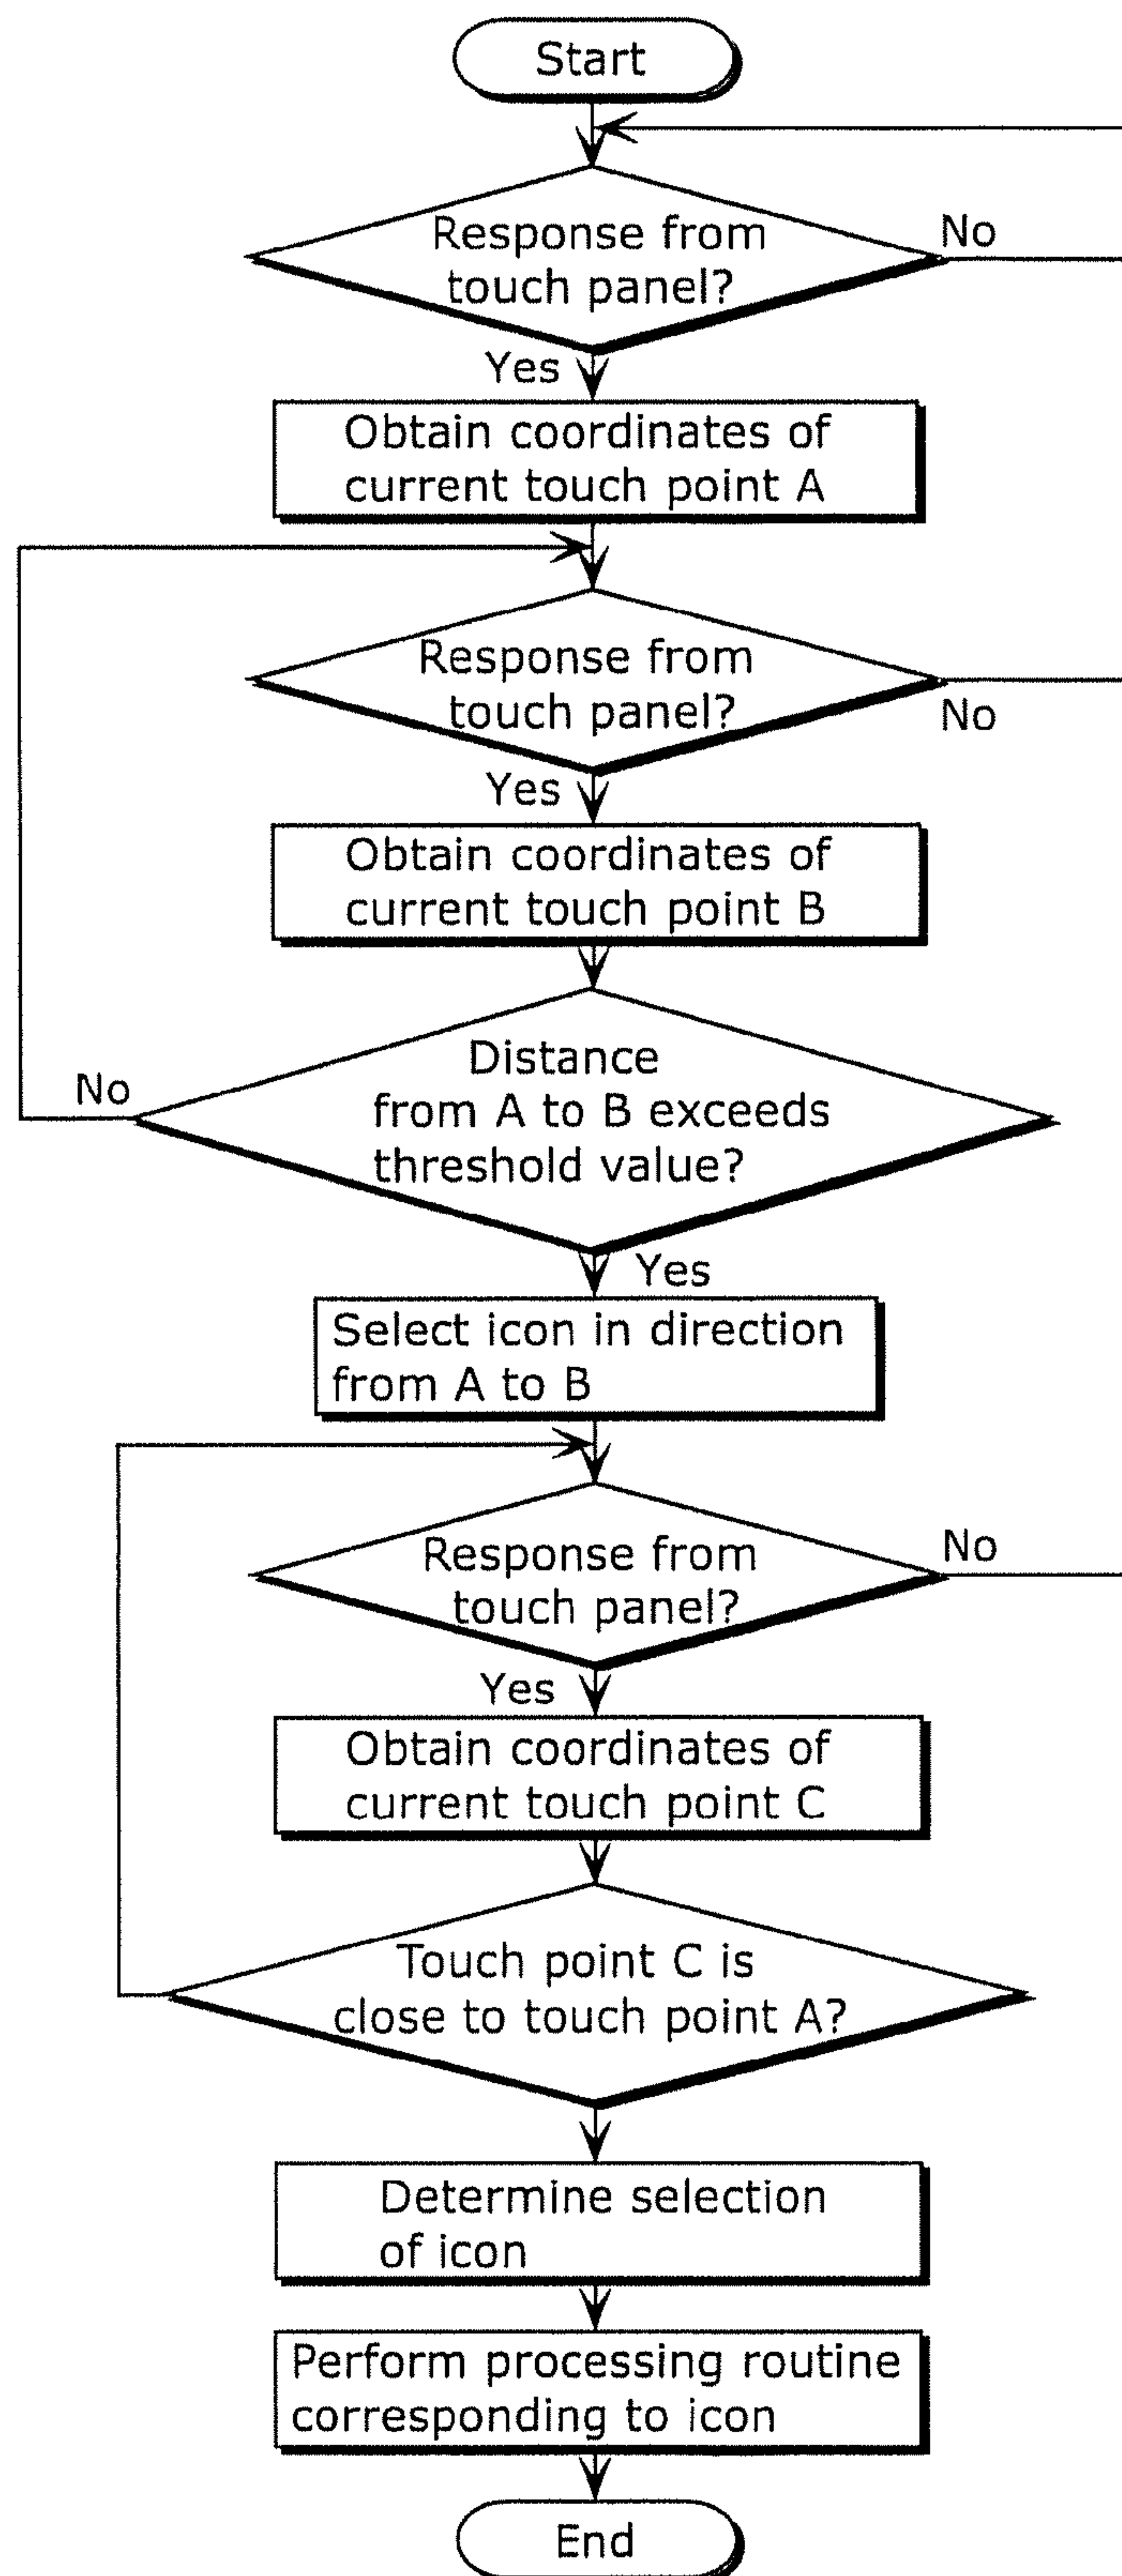 Start
Response from
touch panel?
No
Yes
Obtain coordinates of
current touch point A
Response from
touch panel?
No
Yes
Obtain coordinates of
current touch point B
Distance
from A to B exceeds
threshold value?
No
Yes
Select icon in direction
from A to B
Response from
touch panel?
No
Yes
Obtain coordinates of
current touch point C
Touch point C is
close to touch point A?
Determine selection
of icon
Perform processing routine
corresponding to icon
End